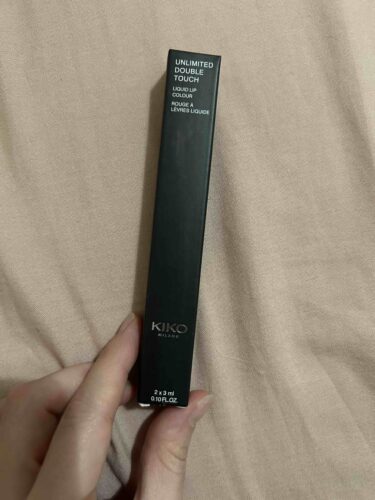 UNLIMITED
DOUBLE
TOUCH
LIQUID LIP
COLOUR
ROUGE À
LÈVRES LIQUIDE
KIKO
MILANO
2 x 3 ml
0.10 FL.OZ.